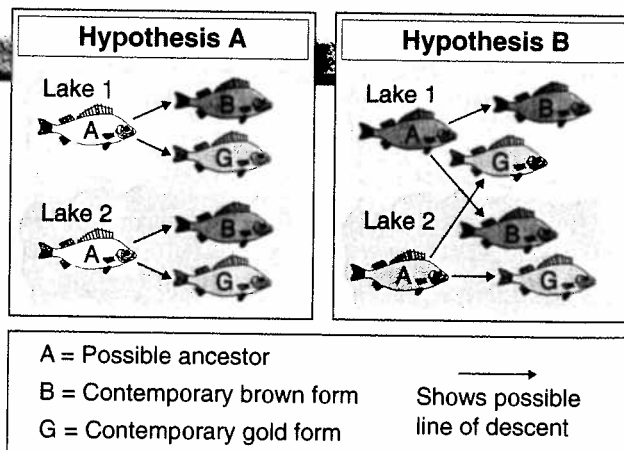 Hypothesis A
Lake 1
A
B
G
Lake 2
A
B
G
Hypothesis B
Lake 1
A
B
G
Lake 2
A
B
G
A = Possible ancestor
B = Contemporary brown form
G = Contemporary gold form
Shows possible
line of descent